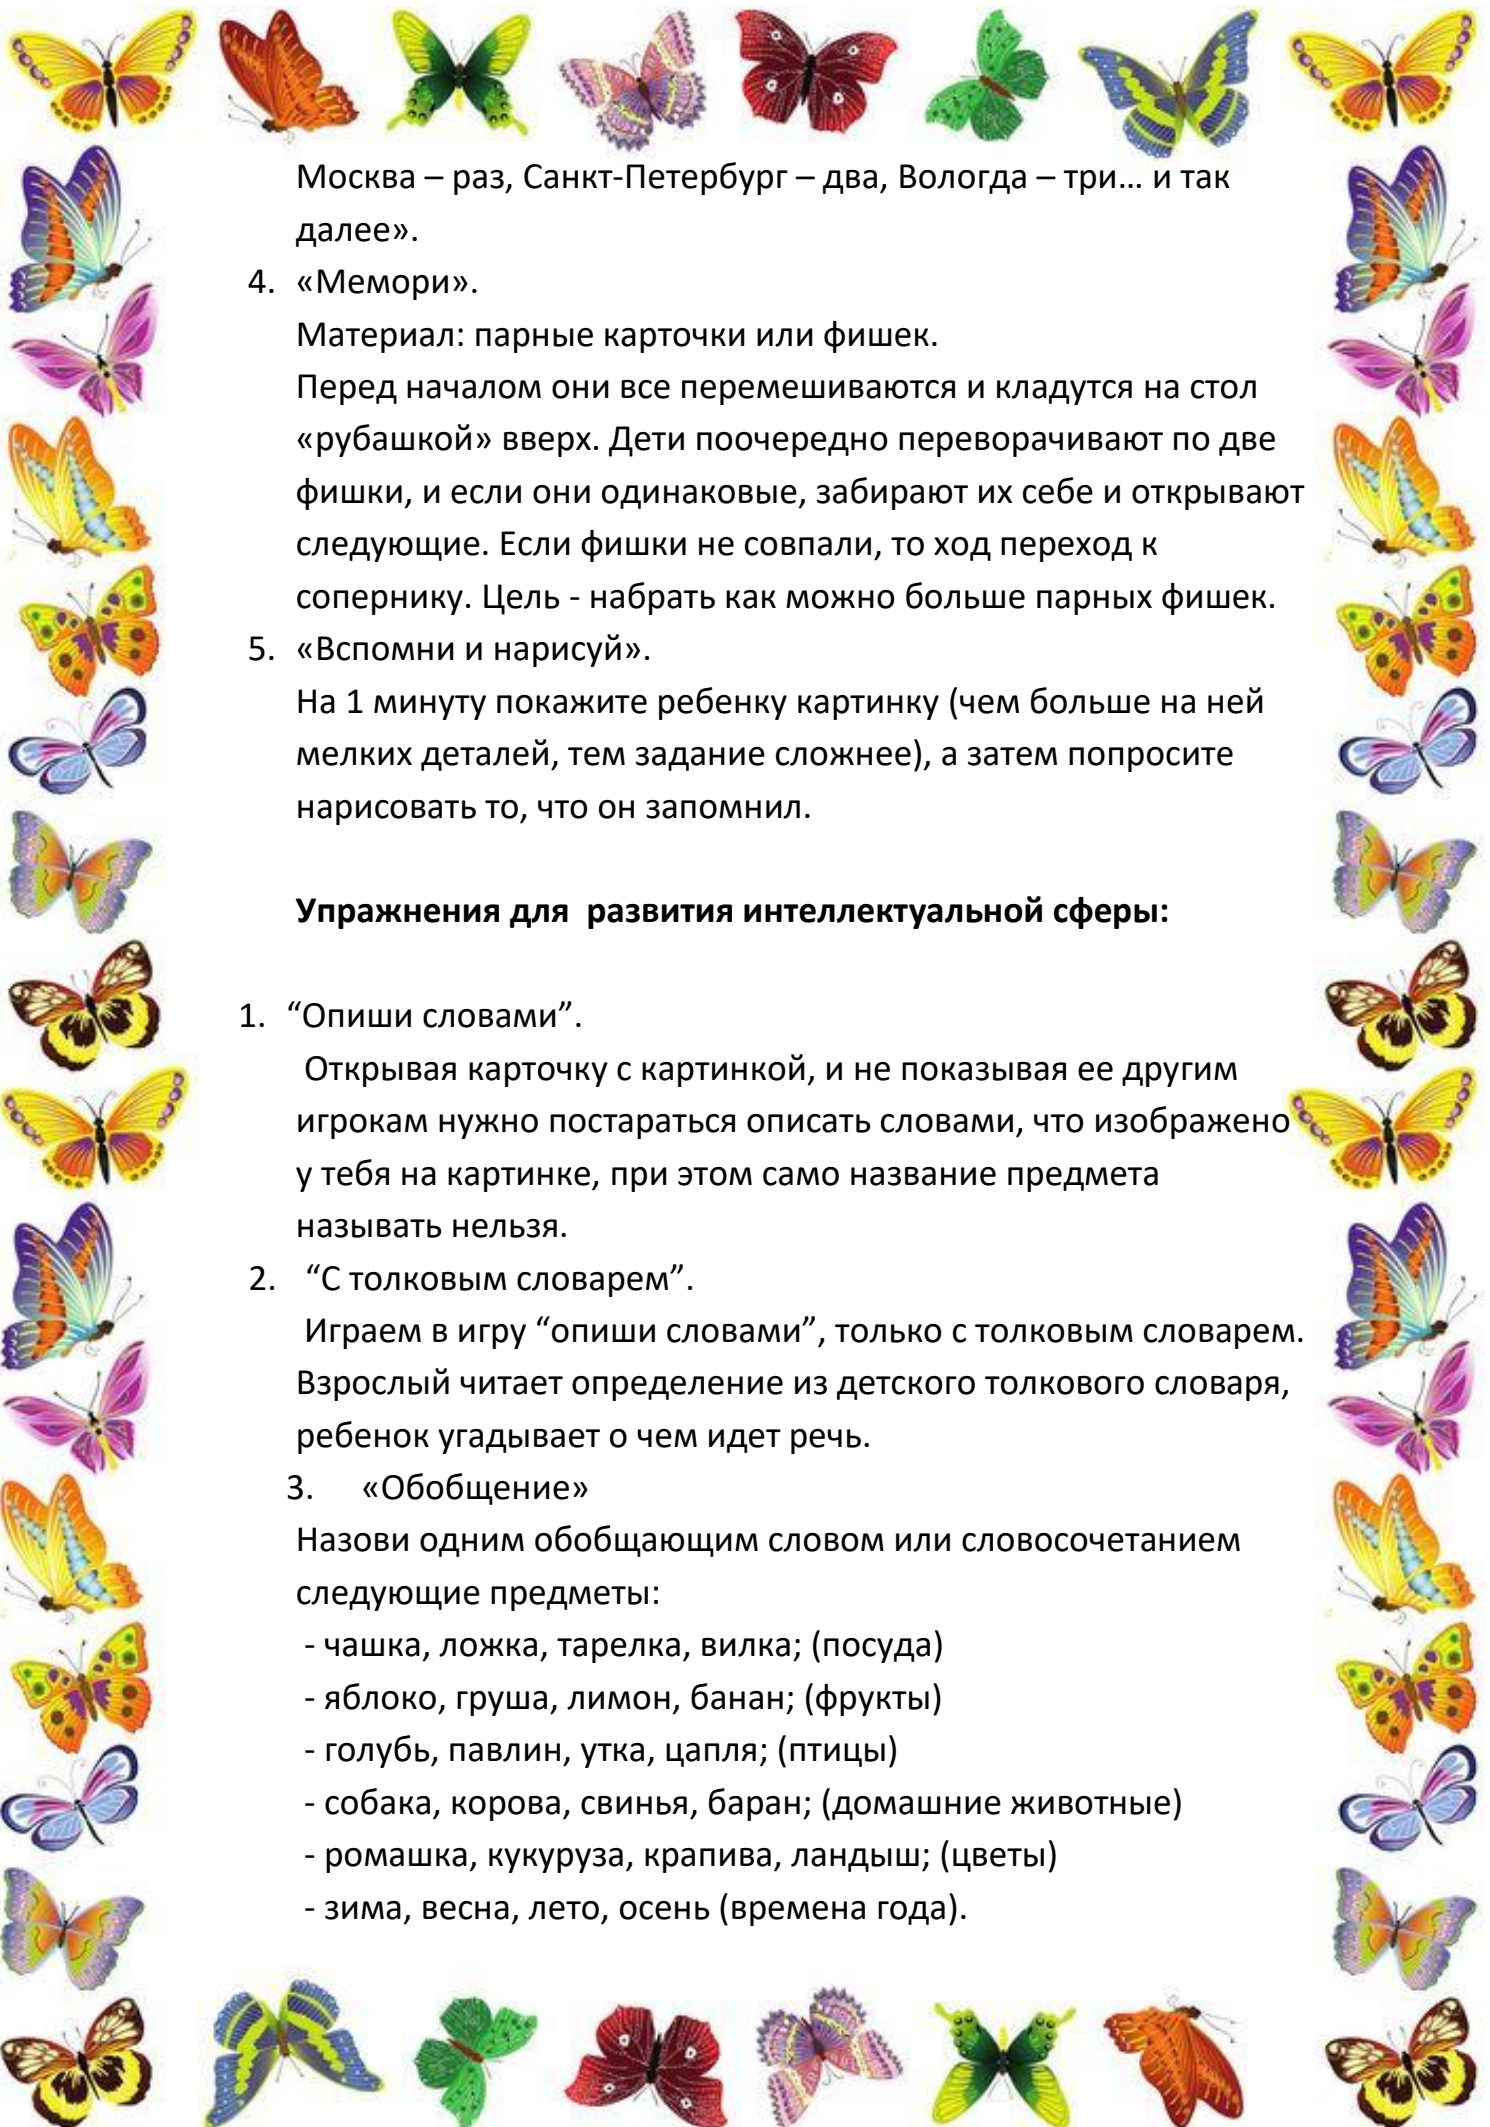 Москва – раз, Санкт-Петербург – два, Вологда – три… и так
далее».
4. «Мемори».
Материал: парные карточки или фишек.
Перед началом они все перемешиваются и кладутся на стол
«рубашкой» вверх. Дети поочередно переворачивают по две
фишки, и если они одинаковые, забирают их себе и открывают
следующие. Если фишки не совпали, то ход переход к
сопернику. Цель - набрать как можно больше парных фишек.
5. «Вспомни и нарисуй».
На 1 минуту покажите ребенку картинку (чем больше на ней
мелких деталей, тем задание сложнее), а затем попросите
нарисовать то, что он запомнил.
Упражнения для  развития интеллектуальной сферы:
1. “Опиши словами”.
Открывая карточку с картинкой, и не показывая ее другим
игрокам нужно постараться описать словами, что изображено
у тебя на картинке, при этом само название предмета
называть нельзя.
2. “С толковым словарем”.
Играем в игру “опиши словами”, только с толковым словарем.
Взрослый читает определение из детского толкового словаря,
ребенок угадывает о чем идет речь.
3. «Обобщение»
Назови одним обобщающим словом или словосочетанием
следующие предметы:
- чашка, ложка, тарелка, вилка; (посуда)
- яблоко, груша, лимон, банан; (фрукты)
- голубь, павлин, утка, цапля; (птицы)
- собака, корова, свинья, баран; (домашние животные)
- ромашка, кукуруза, крапива, ландыш; (цветы)
- зима, весна, лето, осень (времена года).